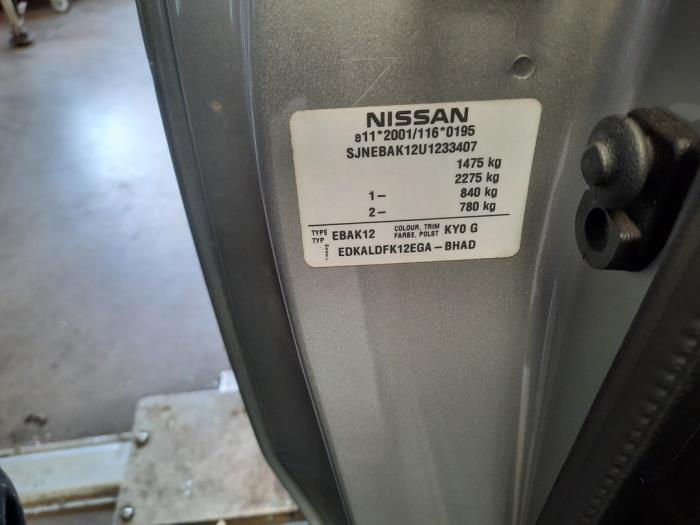 NISSAN
e11*2001/116*0195
SJNEBAK12U1233407
1475 kg
2275 kg
1- 840 kg
2- 780 kg
TYPE TYP EBAK12 COLOUR, TRIM FARBE, POLST KY0 G
MODEL EDKALDFK12EGA-BHAD